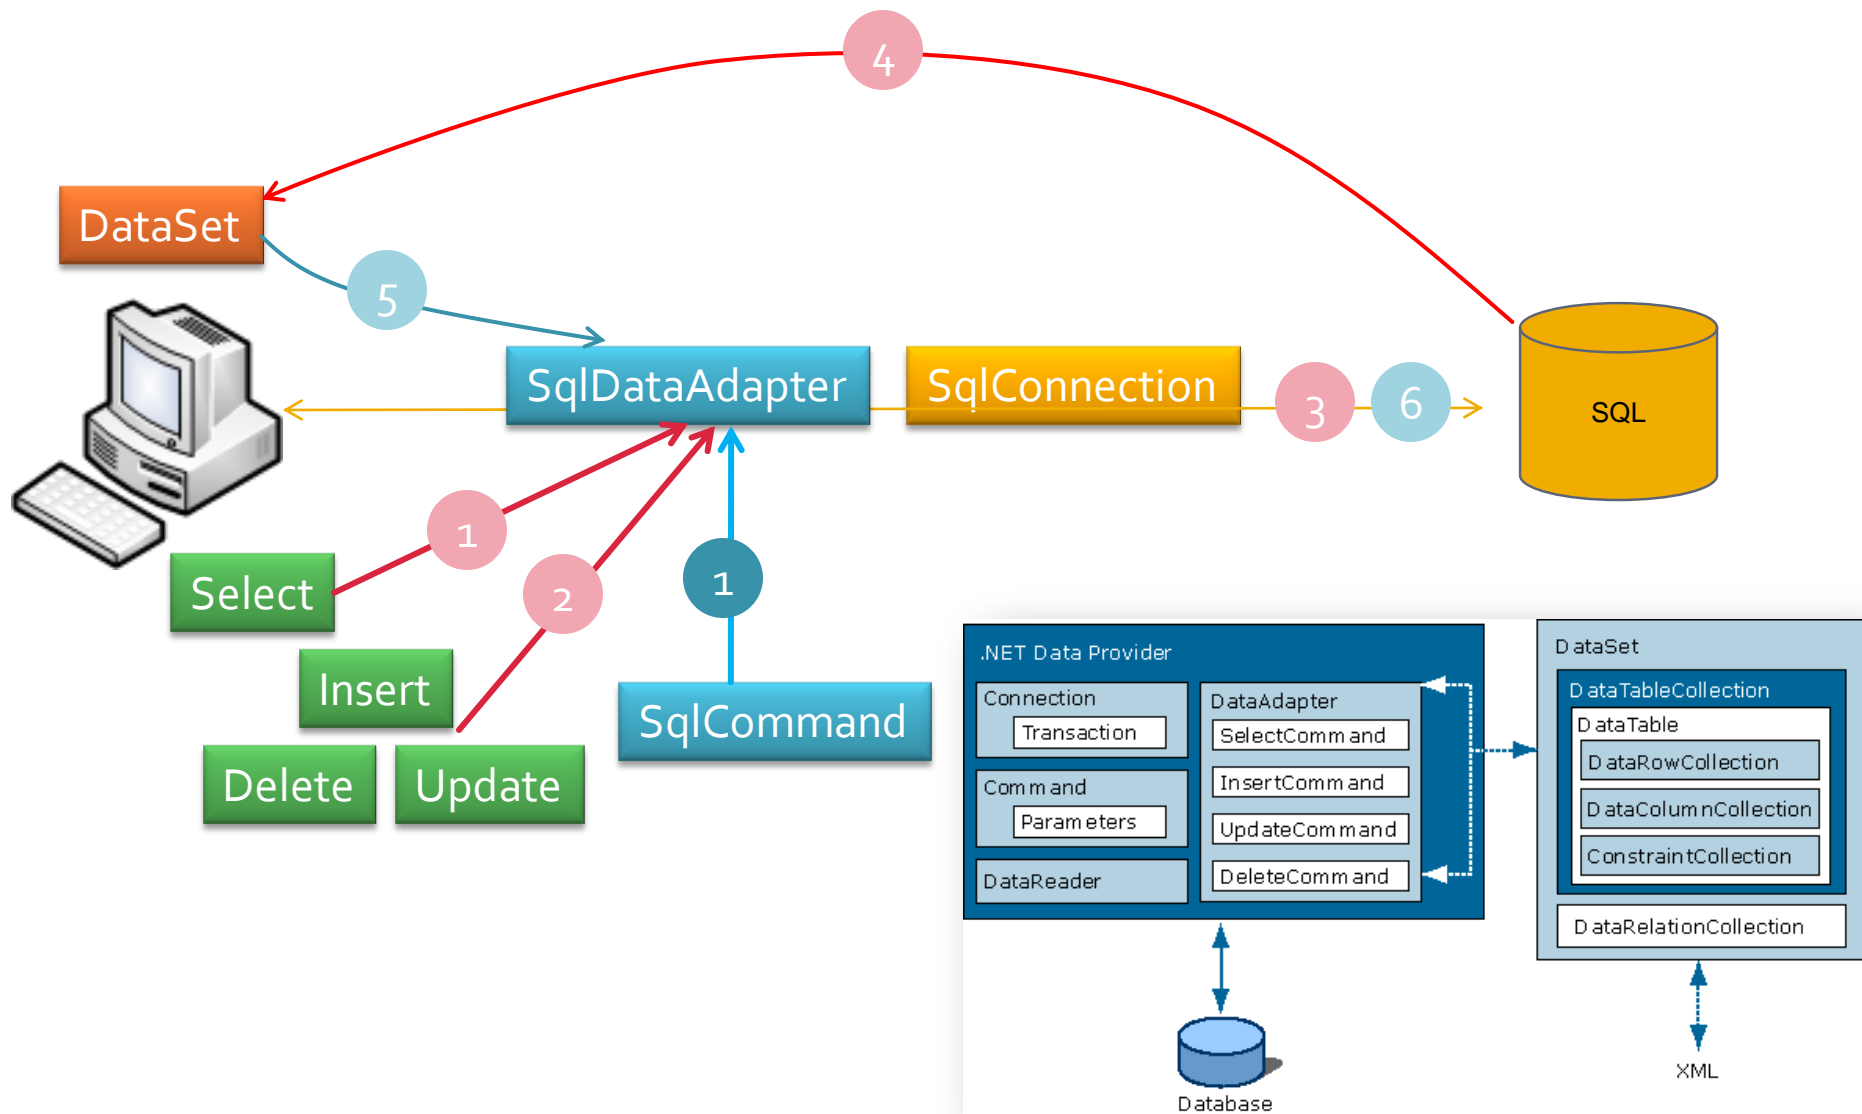 4
DataSet
5
SqlDataAdapter
SqlConnection
3
6
SQL
1
2
1
Select
Insert
Delete
Update
SqlCommand
.NET Data Provider
Connection
Transaction
Command
Parameters
DataReader
DataAdapter
SelectCommand
InsertCommand
UpdateCommand
DeleteCommand
Database
DataSet
DataTableCollection
DataTable
DataRowCollection
DataColumnCollection
ConstraintCollection
DataRelationCollection
XML